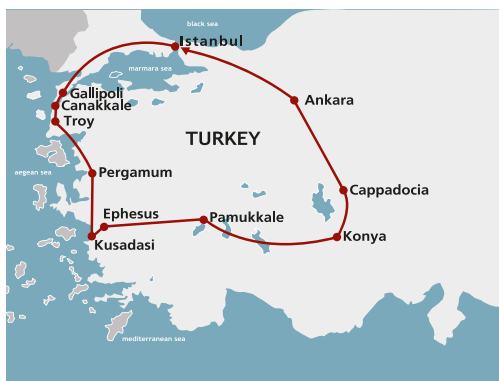 black sea
Istanbul
marmara sea
Gallipoli
Canakkale
Troy
Ankara
TURKEY
aegean sea
Pergamum
Cappadocia
Ephesus
Pamukkale
Kusadasi
Konya
mediterranean sea